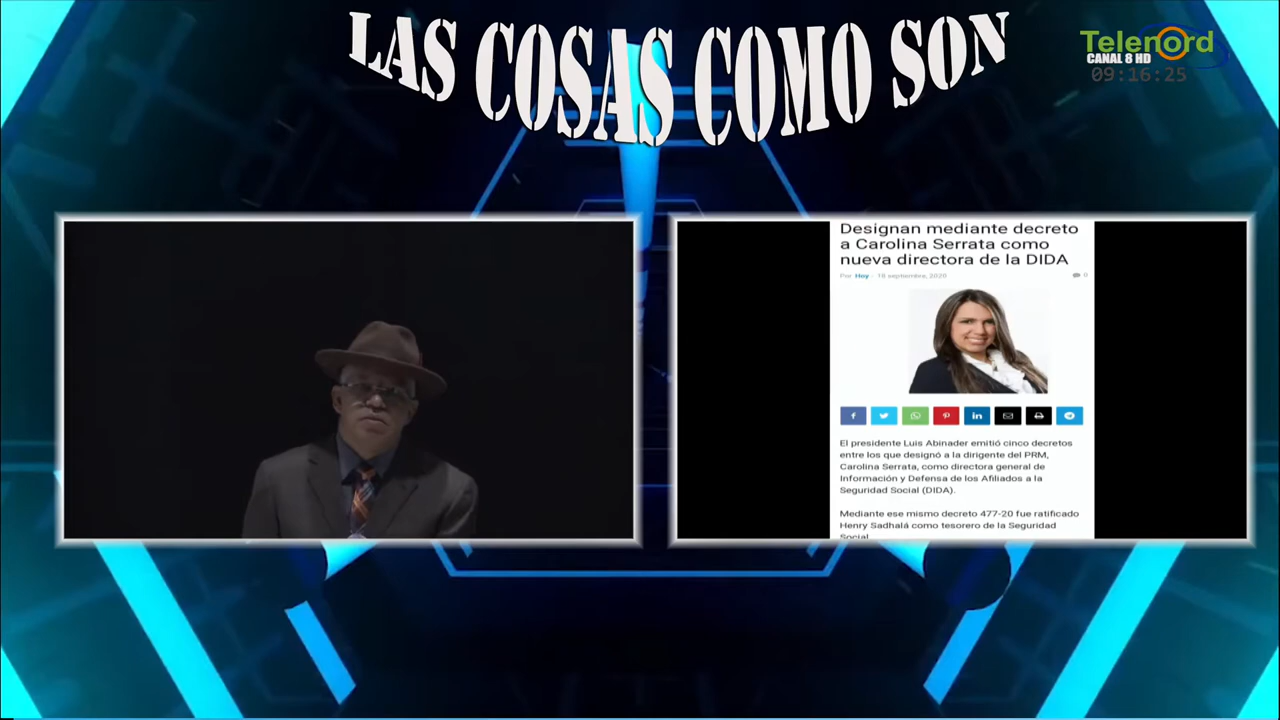 LAS COSAS COMO SON
Telenord
CANAL 8 HD
09:16:25
Designan mediante decreto
a Carolina Serrata como
nueva directora de la DIDA
Por Hoy - 18 septiembre, 2020 0
El presidente Luis Abinader emitió cinco decretos
entre los que designó a la dirigente del PRM,
Carolina Serrata, como directora general de
Información y Defensa de los Afiliados a la
Seguridad Social (DIDA).
Mediante ese mismo decreto 477-20 fue ratificado
Henry Sadhalá como tesorero de la Seguridad
Social